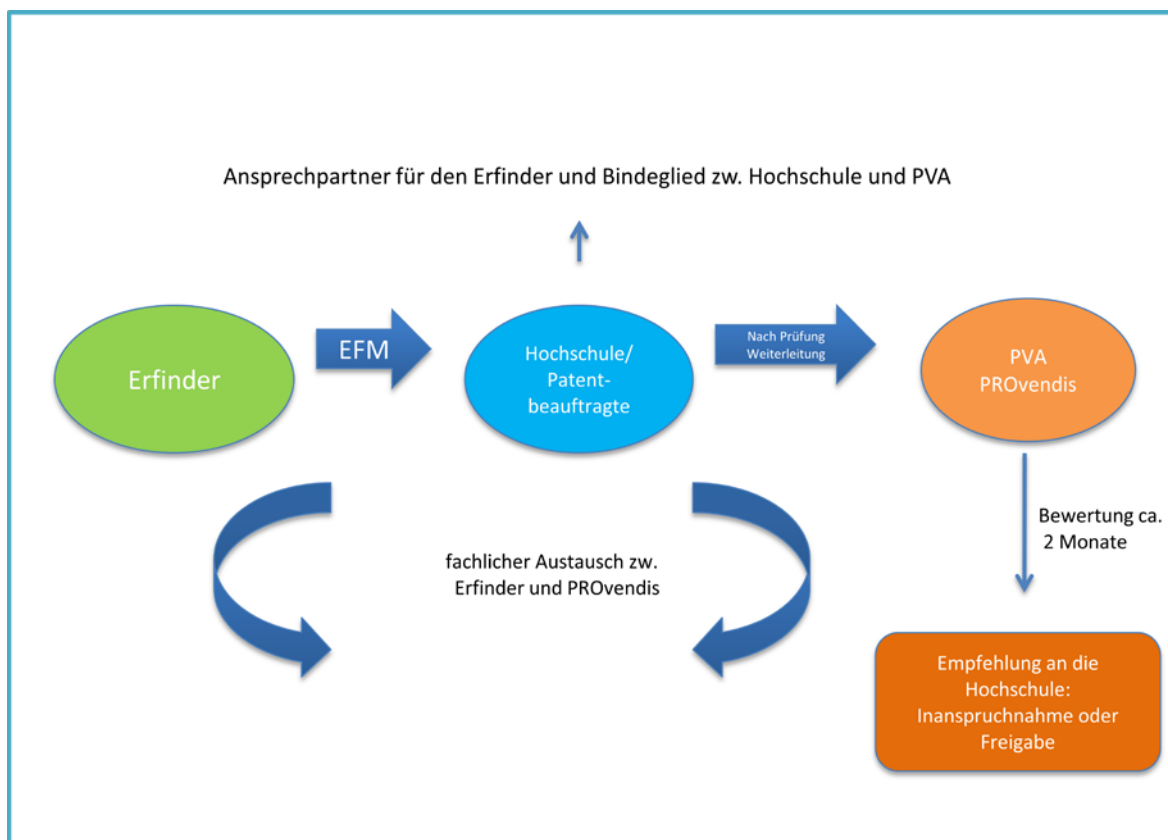 Ansprechpartner für den Erfinder und Bindeglied zw. Hochschule und PVA
Erfinder
EFM
Hochschule/
Patent-
beauftragte
Nach Prüfung
Weiterleitung
PVA
PROvendis
Bewertung ca.
2 Monate
fachlicher Austausch zw.
Erfinder und PROvendis
Empfehlung an die
Hochschule:
Inanspruchnahme oder
Freigabe